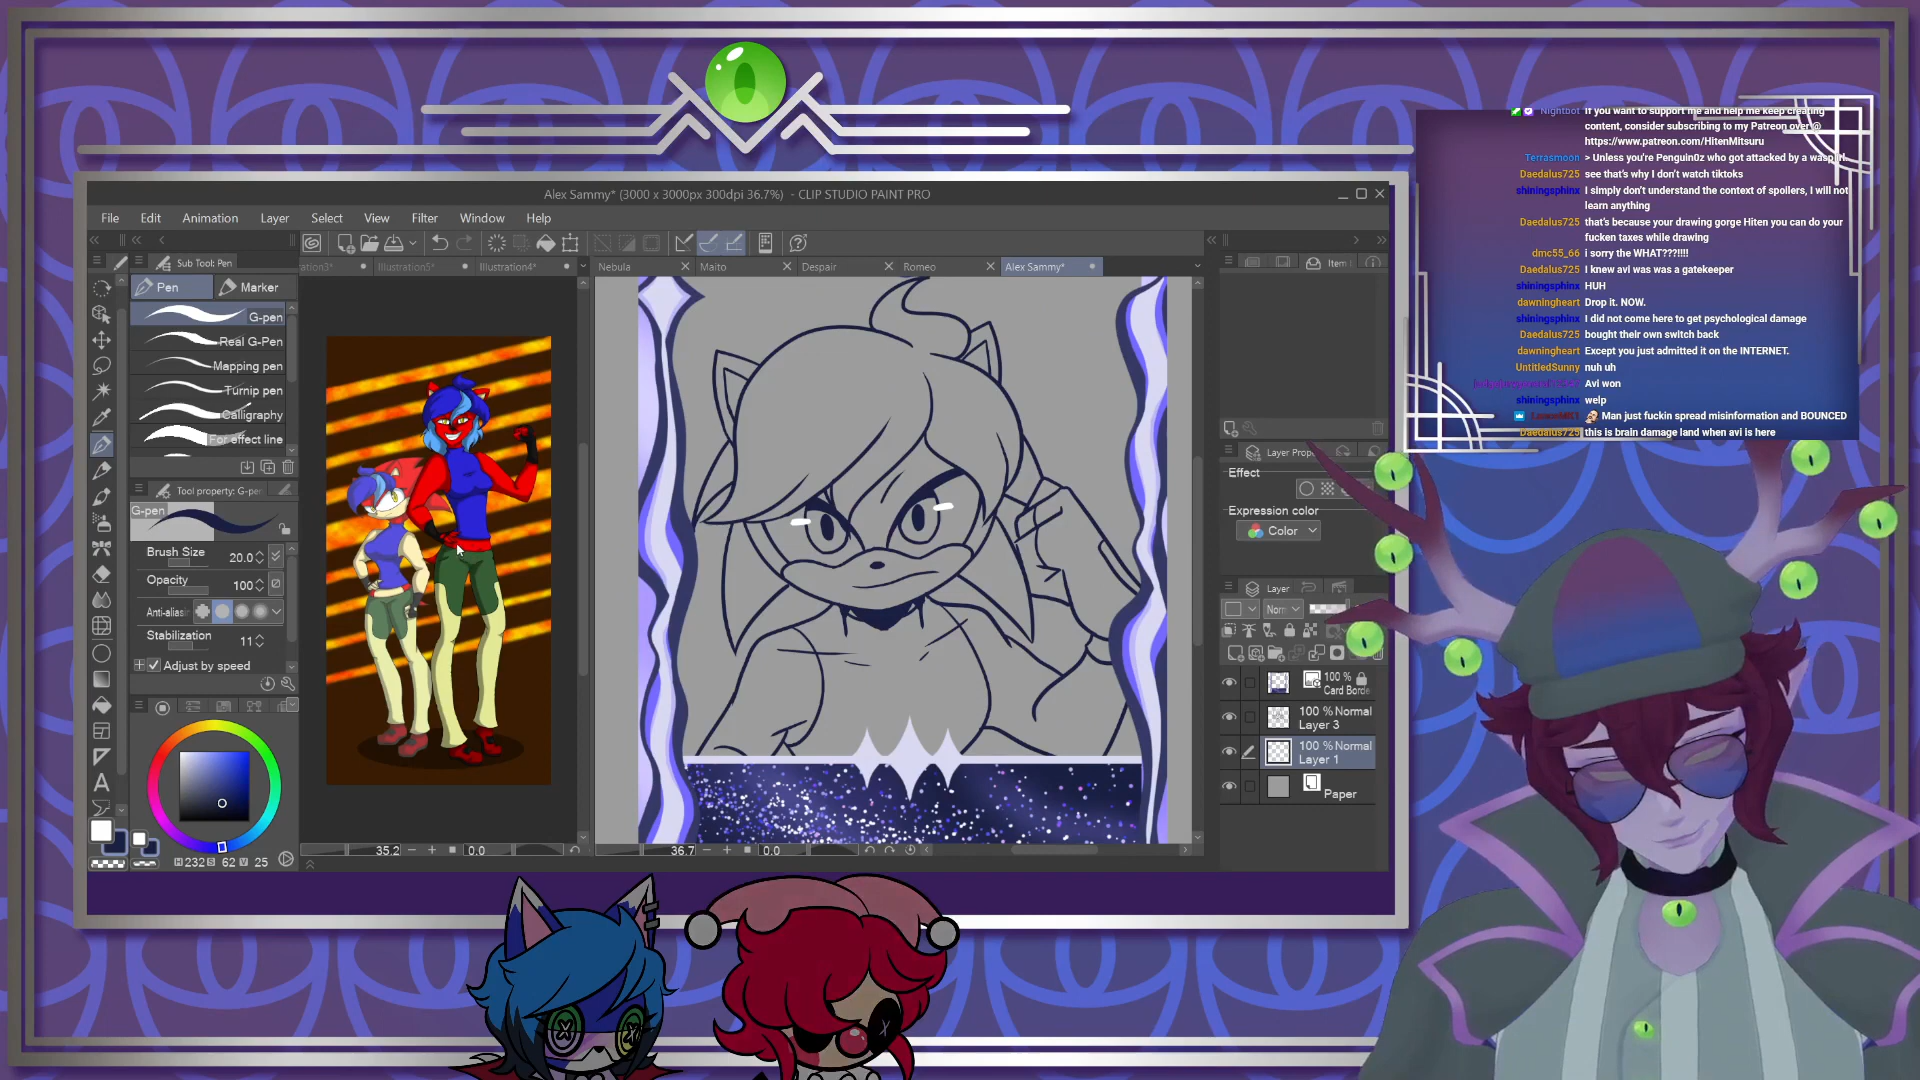 Alex Sammy* (3000 x 3000px 300dpi 36.7%) - CLIP STUDIO PAINT PRO
File Edit Animation Layer Select View Filter Window Help
Sub Tool: Pen
Pen Marker
G-pen
Real G-Pen
Mapping pen
Turnip pen
Calligraphy
For effect line
Tool property: G-pen
G-pen
Brush Size 20.0
Opacity 100
Anti-alias
Stabilization 11
Adjust by speed
H 232 S 62 V 25
Illustration5* Illustration4*
35.2 0.0
Nebula Maito Despair Romeo Alex Sammy*
36.7 0.0
Item
Layer Prop
Effect
Expression color
Color
Layer
Norm
100 %
Card Borde
100 % Normal
Layer 3
100 % Normal
Layer 1
Paper
Nightbot If you want to support me and help me keep creating
content, consider subscribing to my Patreon over @
https://www.patreon.com/HitenMitsuru
Terrasmoon > Unless you're Penguin0z who got attacked by a wasp
Daedalus725 see that's why I don't watch tiktoks
shiningsphinx I simply don't understand the context of spoilers, I will not
learn anything
Daedalus725 that's because your drawing gorge Hiten you can do your
fucken taxes while drawing
dmc55_66 i sorry the WHAT???!!!!
Daedalus725 I knew avi was was a gatekeeper
shiningsphinx HUH
dawningheart Drop it. NOW.
shiningsphinx I did not come here to get psychological damage
Daedalus725 bought their own switch back
dawningheart Except you just admitted it on the INTERNET.
UntitledSunny nuh uh
Avi won
shiningsphinx welp
Man just fuckin spread misinformation and BOUNCED
Daedalus725 this is brain damage land when avi is here